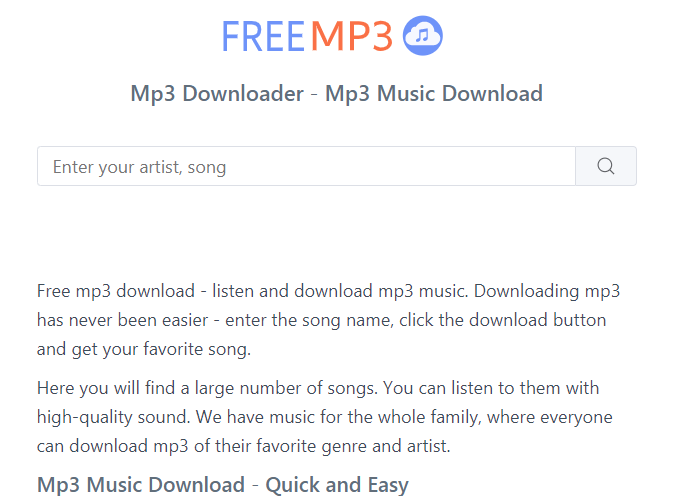 FREEMP3
Mp3 Downloader - Mp3 Music Download
Enter your artist, song
Free mp3 download - listen and download mp3 music. Downloading mp3
has never been easier - enter the song name, click the download button
and get your favorite song.
Here you will find a large number of songs. You can listen to them with
high-quality sound. We have music for the whole family, where everyone
can download mp3 of their favorite genre and artist.
Mp3 Music Download - Quick and Easy